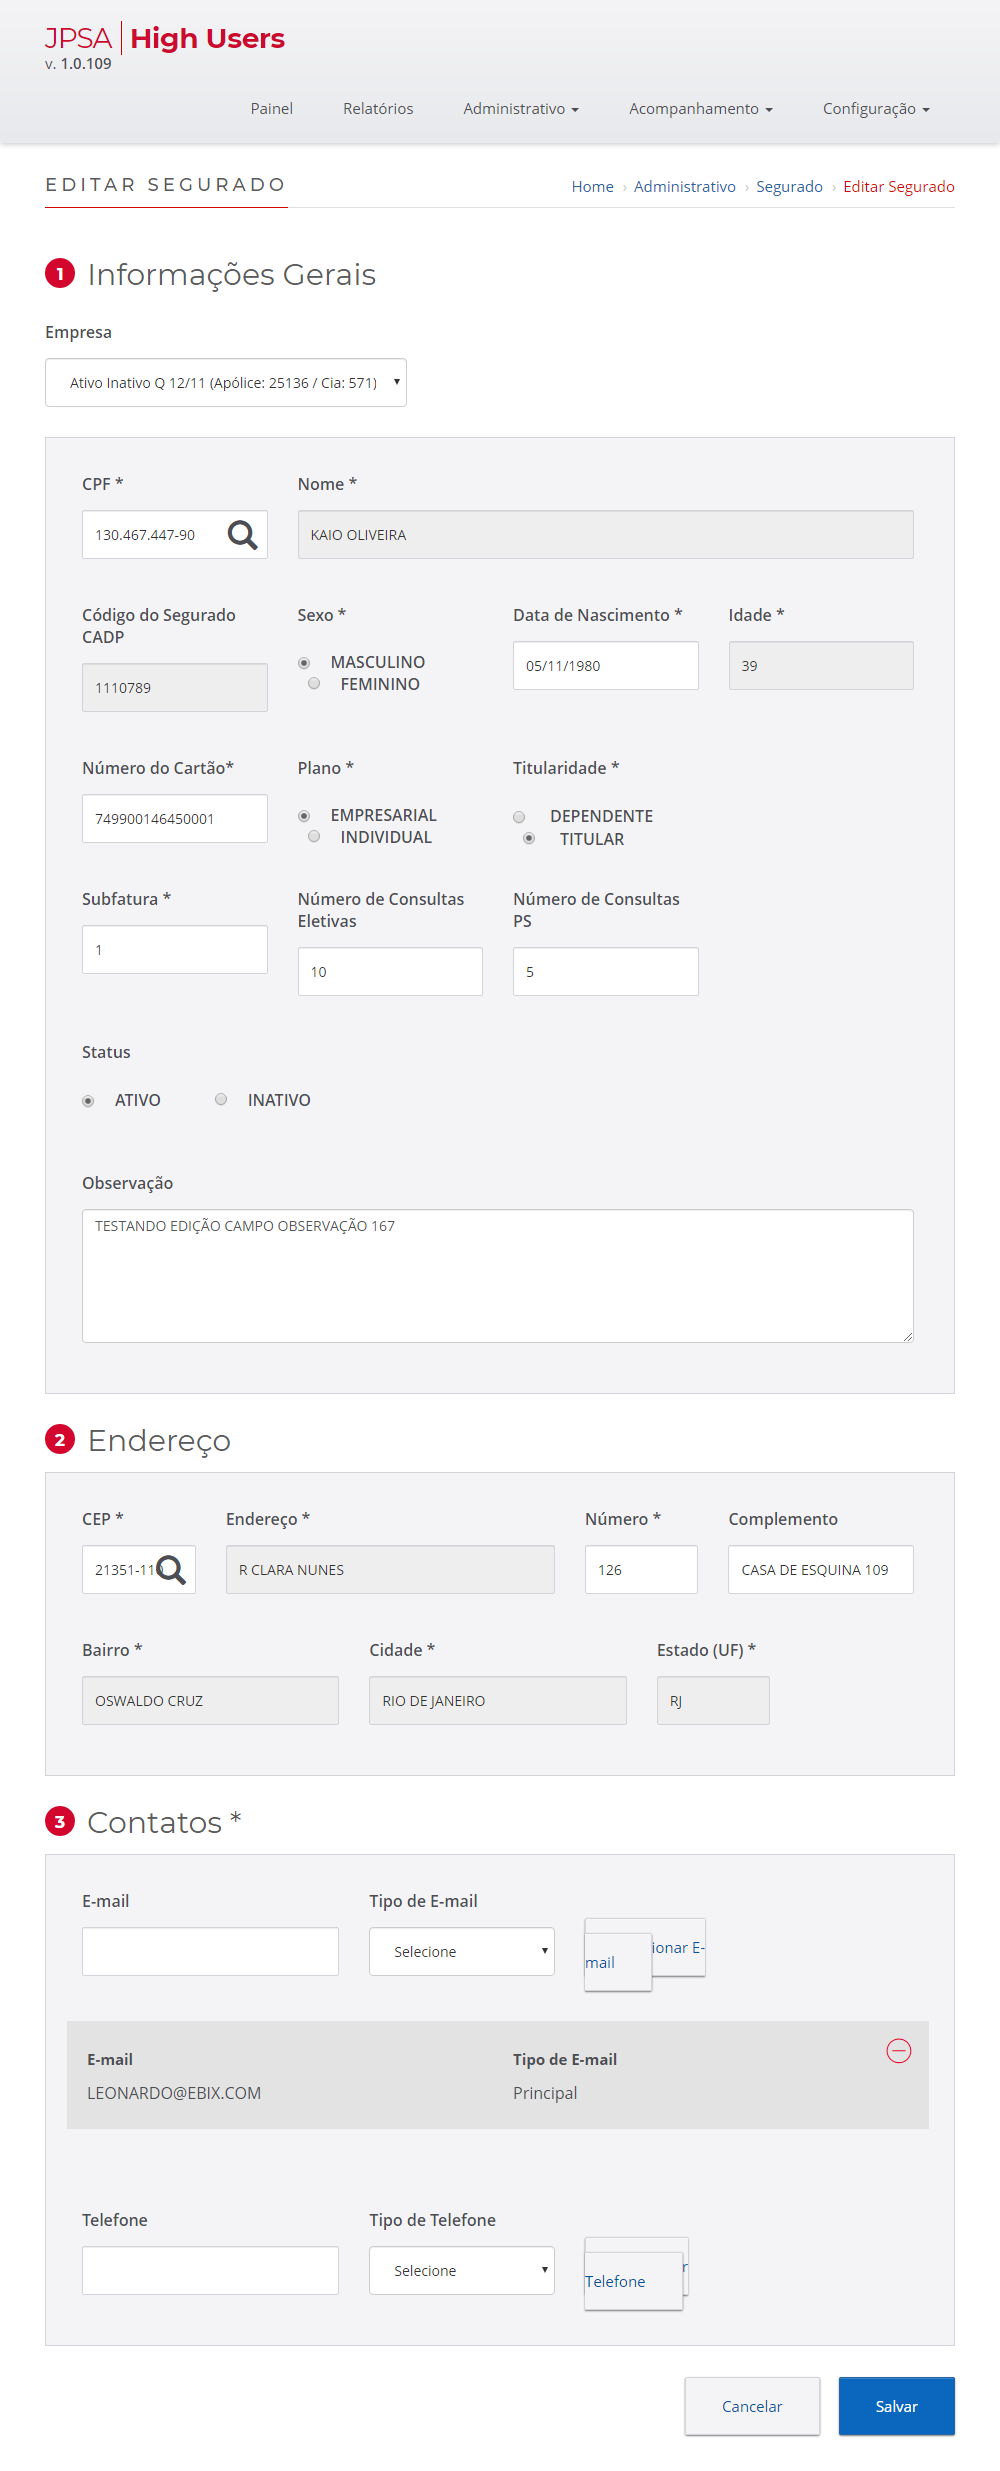 JPSA | High Users
v. 1.0.109
Painel Relatórios Administrativo Acompanhamento Configuração
EDITAR SEGURADO
Home › Administrativo › Segurado › Editar Segurado
1 Informações Gerais
Empresa
Ativo Inativo Q 12/11 (Apólice: 25136 / Cia: 571)
CPF * Nome *
130.467.447-90 KAIO OLIVEIRA
Código do Segurado CADP Sexo * Data de Nascimento * Idade *
MASCULINO
FEMININO
1110789 05/11/1980 39
Número do Cartão* Plano * Titularidade *
749900146450001
EMPRESARIAL
INDIVIDUAL
DEPENDENTE
TITULAR
Subfatura *
1
Número de Consultas
Eletivas
10
Número de Consultas
PS
5
Status
ATIVO INATIVO
Observação
TESTANDO EDIÇÃO CAMPO OBSERVAÇÃO 167
2 Endereço
CEP * Endereço * Número * Complemento
21351-11 R CLARA NUNES 126 CASA DE ESQUINA 109
Bairro * Cidade * Estado (UF) *
OSWALDO CRUZ RIO DE JANEIRO RJ
3 Contatos *
E-mail Tipo de E-mail
Selecione ionar E-
mail
E-mail Tipo de E-mail
LEONARDO@EBIX.COM Principal
Telefone Tipo de Telefone
Selecione r
Telefone
Cancelar Salvar